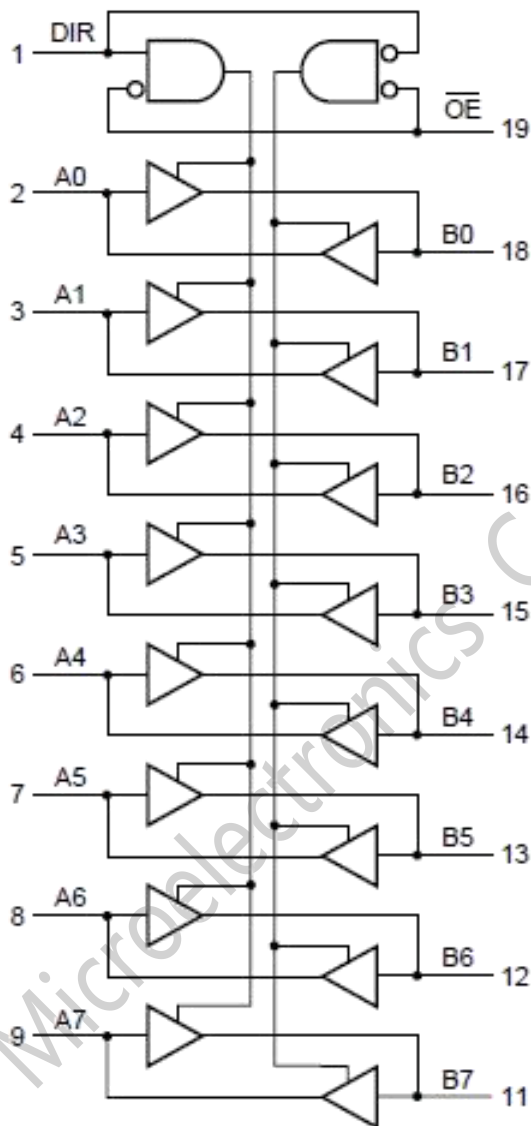 1 DIR
O̅E̅ 19
2 A0
B0 18
3 A1
B1 17
4 A2
B2 16
5 A3
B3 15
6 A4
B4 14
7 A5
B5 13
8 A6
B6 12
9 A7
B7 11
Microelectronics C